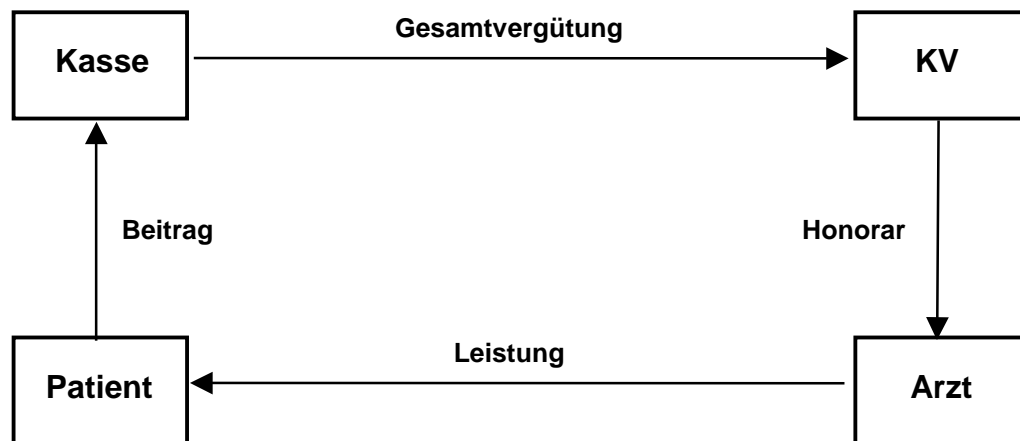 Gesamtvergütung
Kasse
KV
Beitrag
Honorar
Leistung
Patient
Arzt